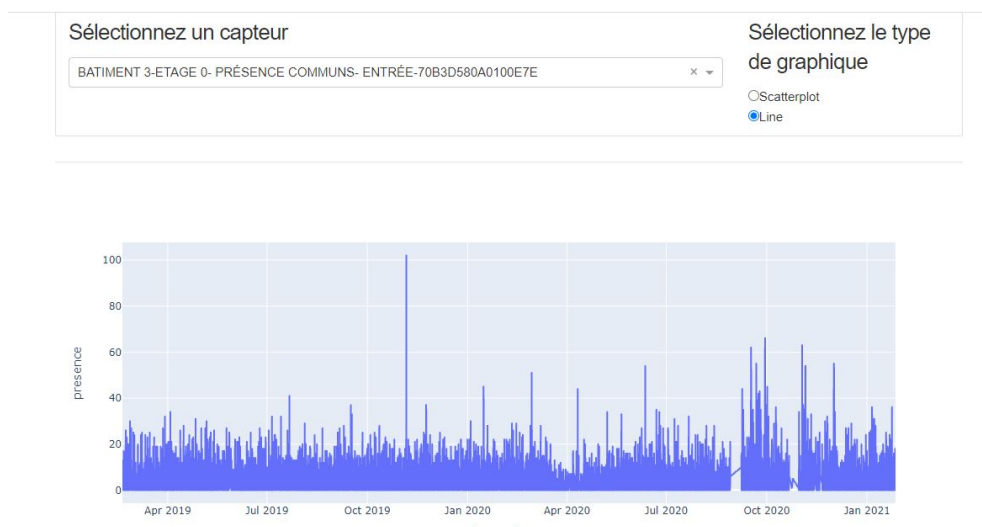 Sélectionnez un capteur
BATIMENT 3-ETAGE 0- PRÉSENCE COMMUNS- ENTRÉE-70B3D580A0100E7E
Sélectionnez le type
de graphique
Scatterplot
Line
presence
100
80
60
40
20
0
Apr 2019
Jul 2019
Oct 2019
Jan 2020
Apr 2020
Jul 2020
Oct 2020
Jan 2021